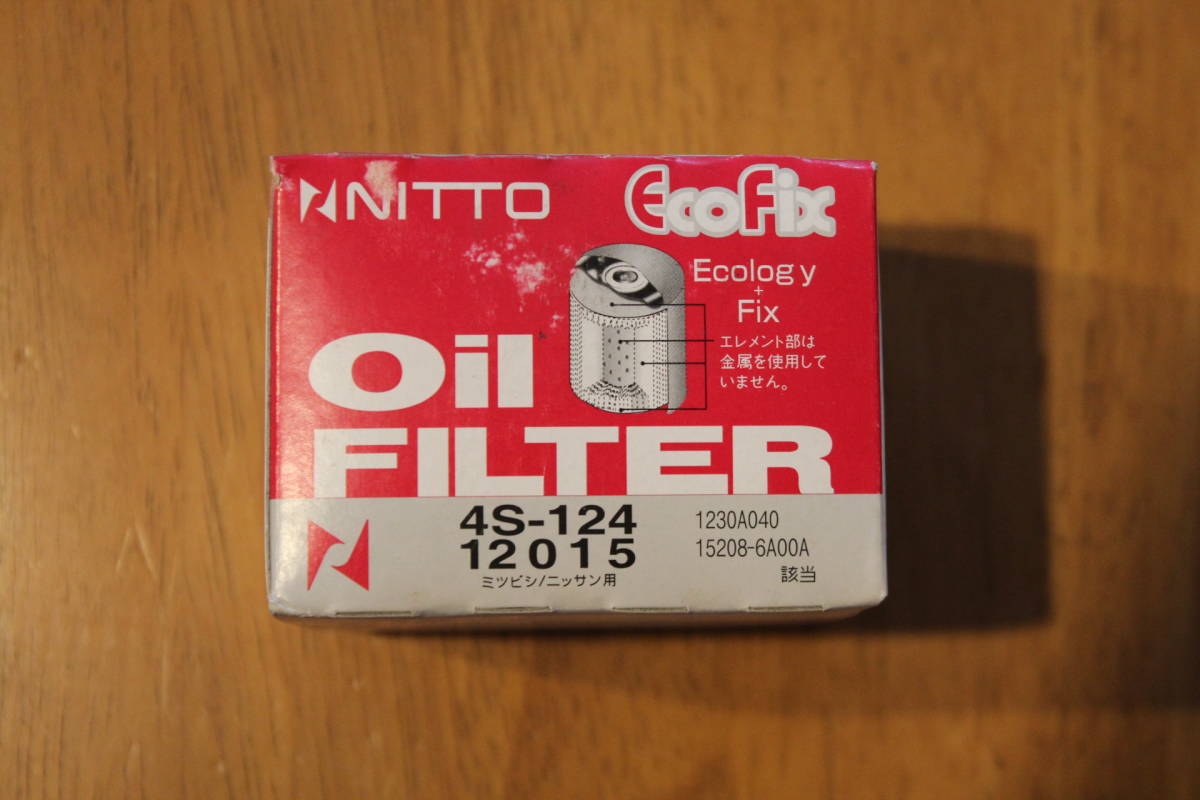 NITTO
EcoFix
Ecology
+
Fix
エレメント部は
金属を使用して
いません。
Oil
FILTER
4S-124
12015
ミツビシ/ニッサン用
1230A040
15208-6A00A
該当